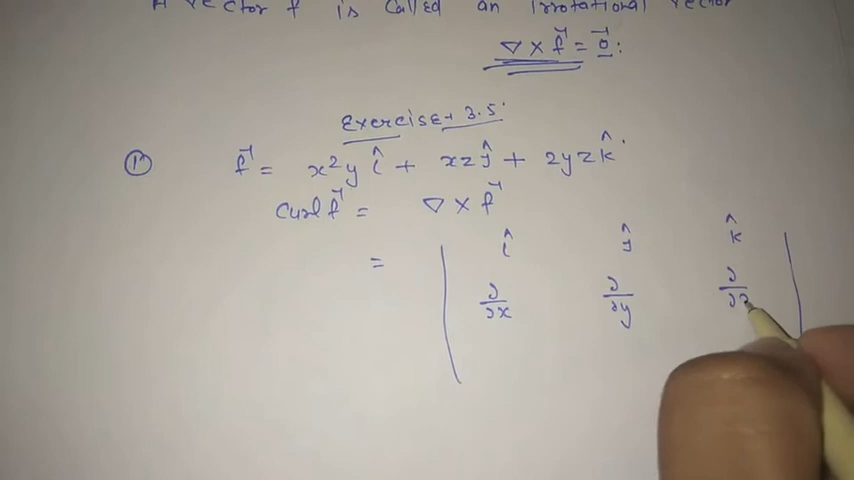 A vector f is called an Irrotational vector
∇ × f⃗ = 0⃗ :
Exercise - 3.5
① f⃗ = x²y î + xz ĵ + 2yz k̂
Curl f⃗ = ∇ × f⃗
= | î ĵ k̂ |
∂/∂x ∂/∂y ∂/∂z